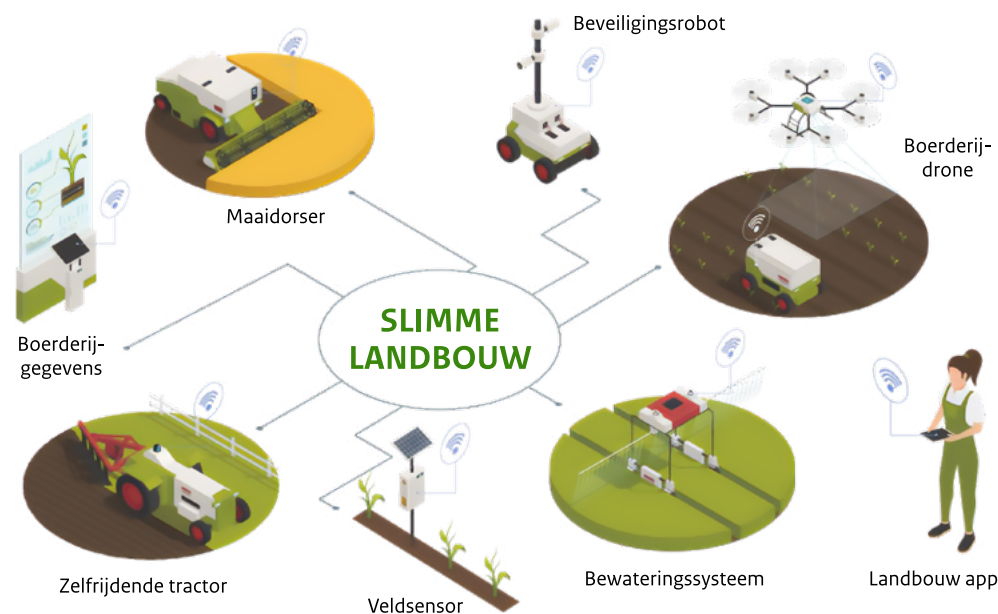 Beveiligingsrobot
Boerderij-
drone
Maaidorser
Boerderij-
gegevens
SLIMME
LANDBOUW
Zelfrijdende tractor
Veldsensor
Bewateringssysteem
Landbouw app